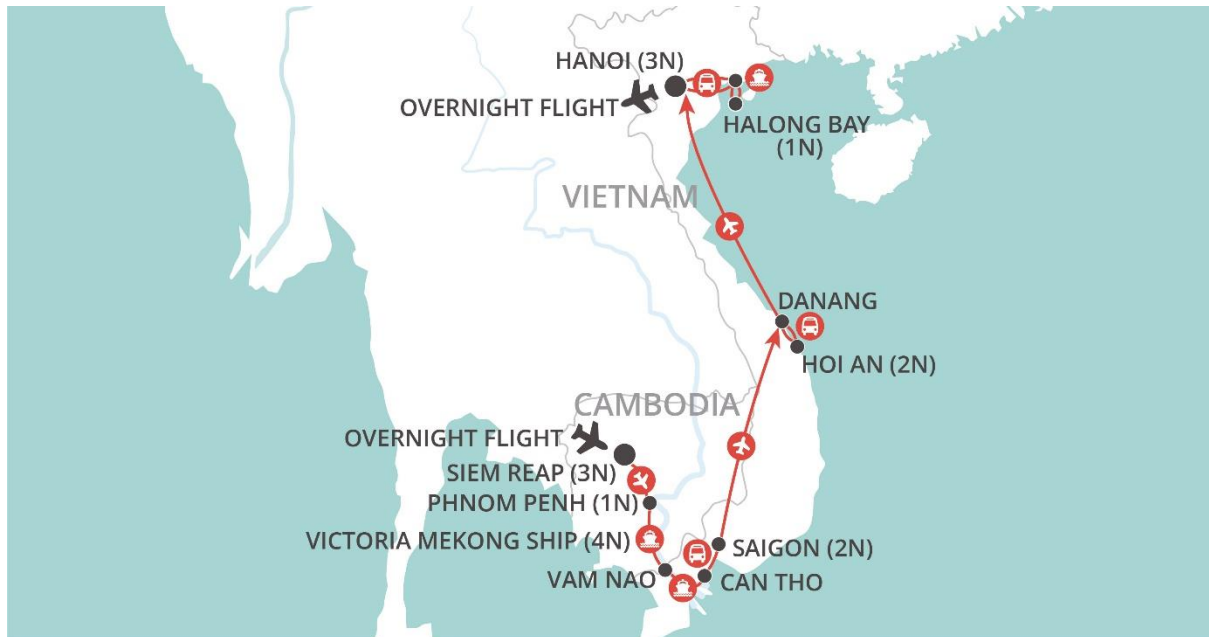 HANOI (3N)
OVERNIGHT FLIGHT
HALONG BAY
(1N)
VIETNAM
DANANG
HOI AN (2N)
CAMBODIA
OVERNIGHT FLIGHT
SIEM REAP (3N)
PHNOM PENH (1N)
VICTORIA MEKONG SHIP (4N)
SAIGON (2N)
VAM NAO
CAN THO